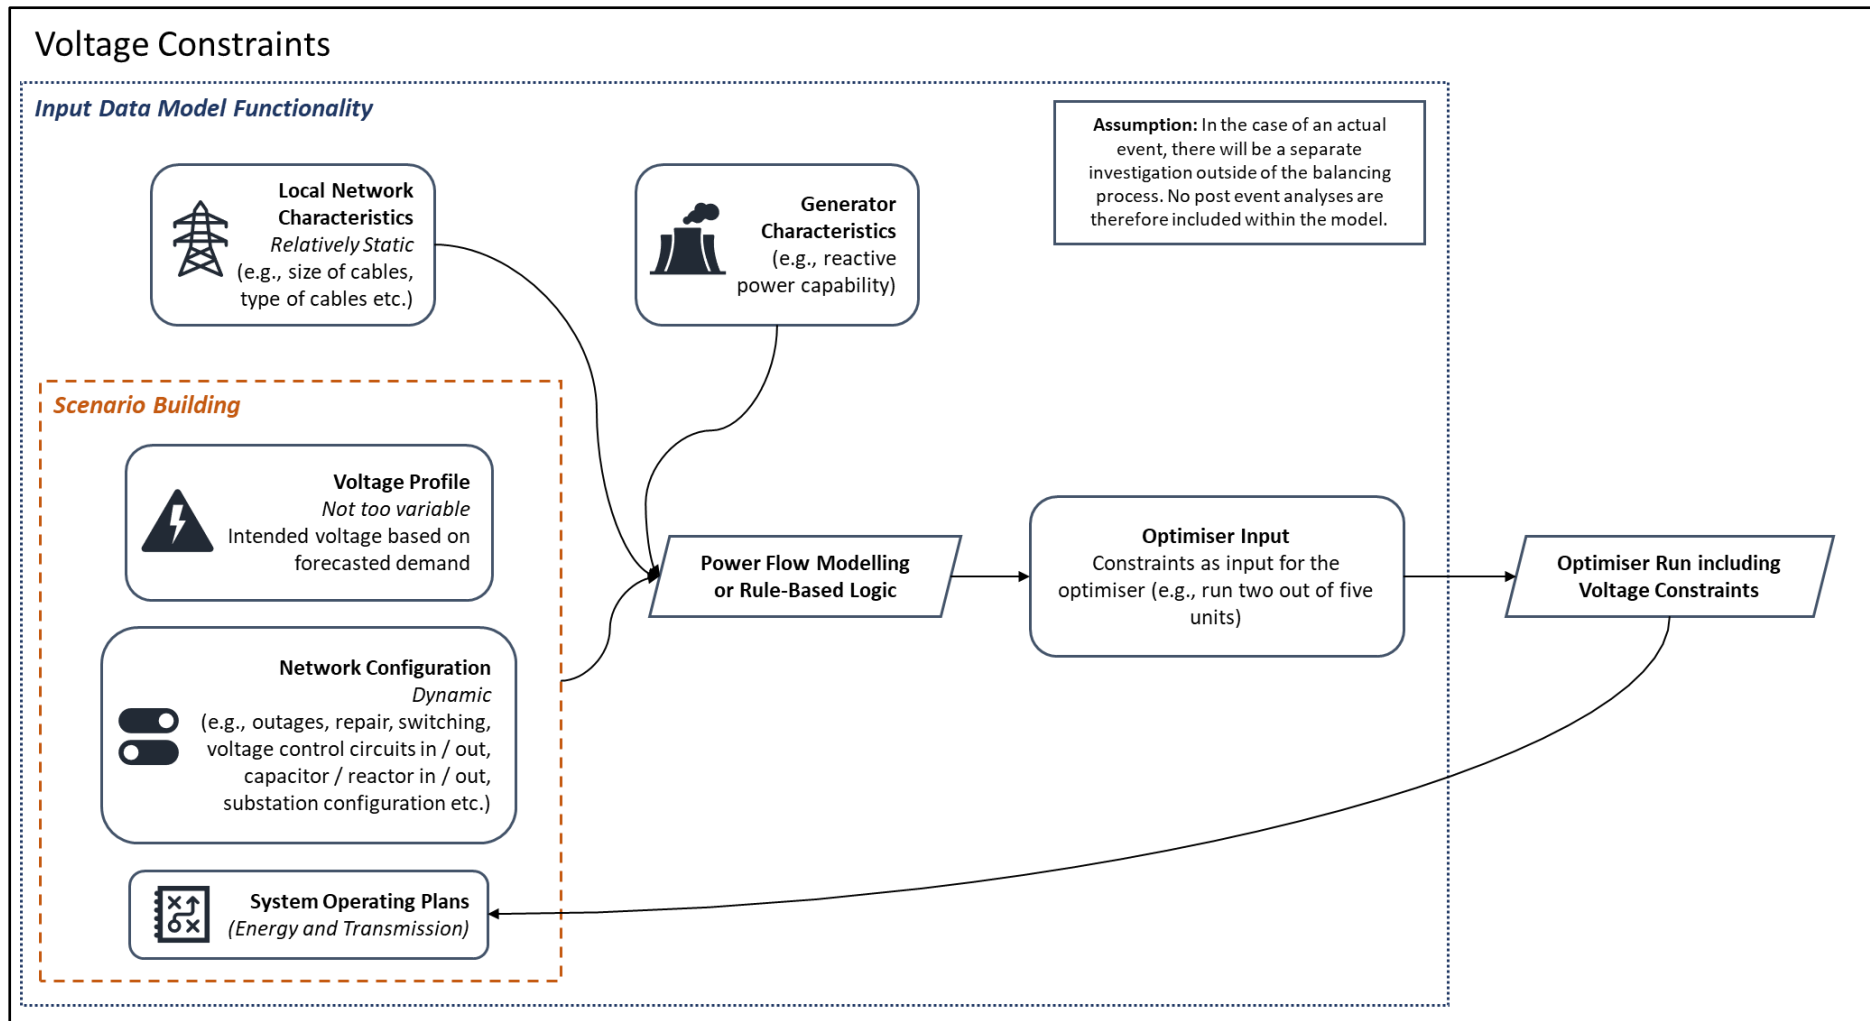 Voltage Constraints
Input Data Model Functionality
Assumption: In the case of an actual
event, there will be a separate
investigation outside of the balancing
process. No post event analyses are
therefore included within the model.
Local Network
Characteristics
Relatively Static
(e.g., size of cables,
type of cables etc.)
Generator
Characteristics
(e.g., reactive
power capability)
Scenario Building
Voltage Profile
Not too variable
Intended voltage based on
forecasted demand
Network Configuration
Dynamic
(e.g., outages, repair, switching,
voltage control circuits in / out,
capacitor / reactor in / out,
substation configuration etc.)
System Operating Plans
(Energy and Transmission)
Power Flow Modelling
or Rule-Based Logic
Optimiser Input
Constraints as input for the
optimiser (e.g., run two out of five
units)
Optimiser Run including
Voltage Constraints